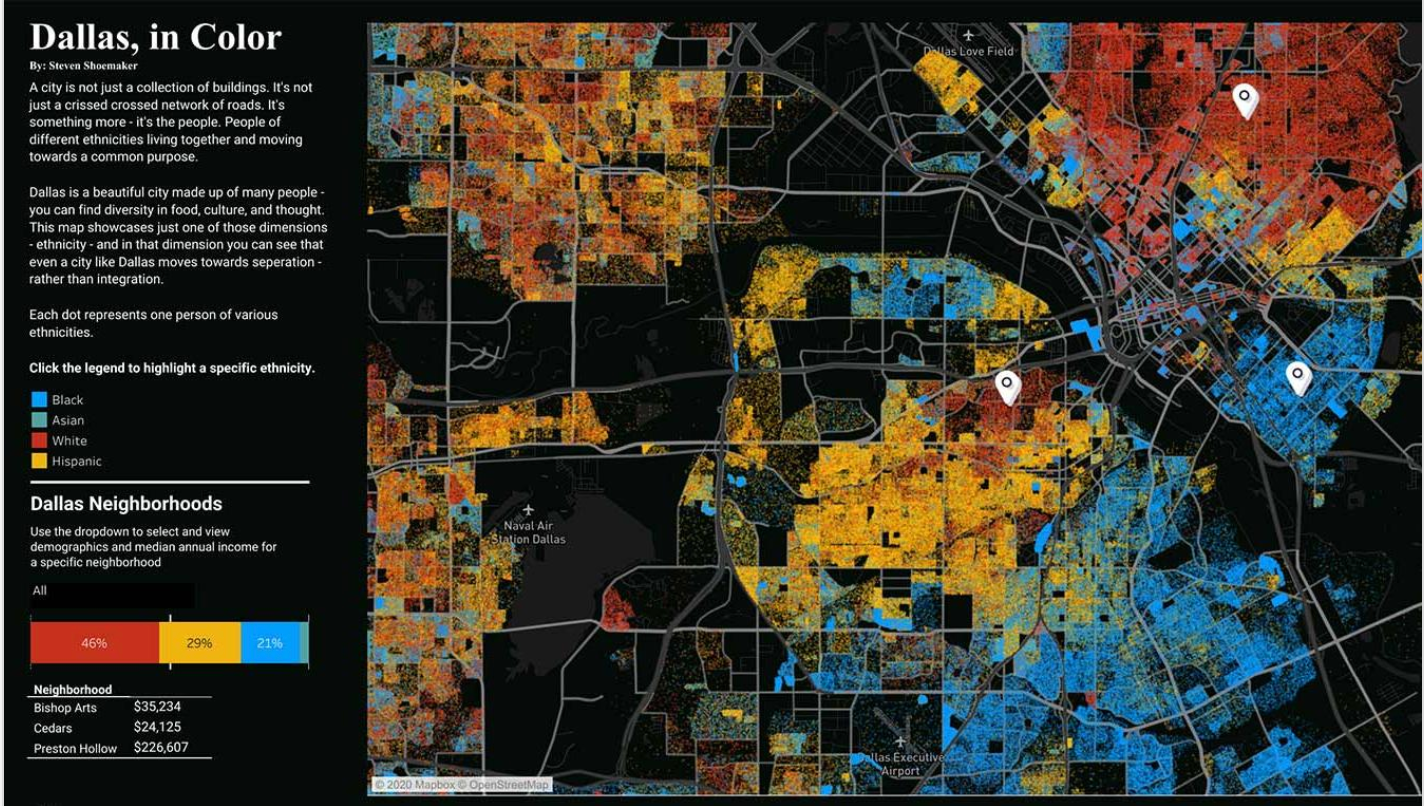 Dallas, in Color
By: Steven Shoemaker
A city is not just a collection of buildings. It's not
just a crissed crossed network of roads. It's
something more - it's the people. People of
different ethnicities living together and moving
towards a common purpose.
Dallas is a beautiful city made up of many people -
you can find diversity in food, culture, and thought.
This map showcases just one of those dimensions
- ethnicity - and in that dimension you can see that
even a city like Dallas moves towards seperation -
rather than integration.
Each dot represents one person of various
ethnicities.
Click the legend to highlight a specific ethnicity.
Black
Asian
White
Hispanic
Dallas Neighborhoods
Use the dropdown to select and view
demographics and median annual income for
a specific neighborhood
All
46% 29% 21%
Neighborhood
Bishop Arts $35,234
Cedars $24,125
Preston Hollow $226,607
Dallas Love Field
Naval Air
Station Dallas
Dallas Executive
Airport
© 2020 Mapbox © OpenStreetMap